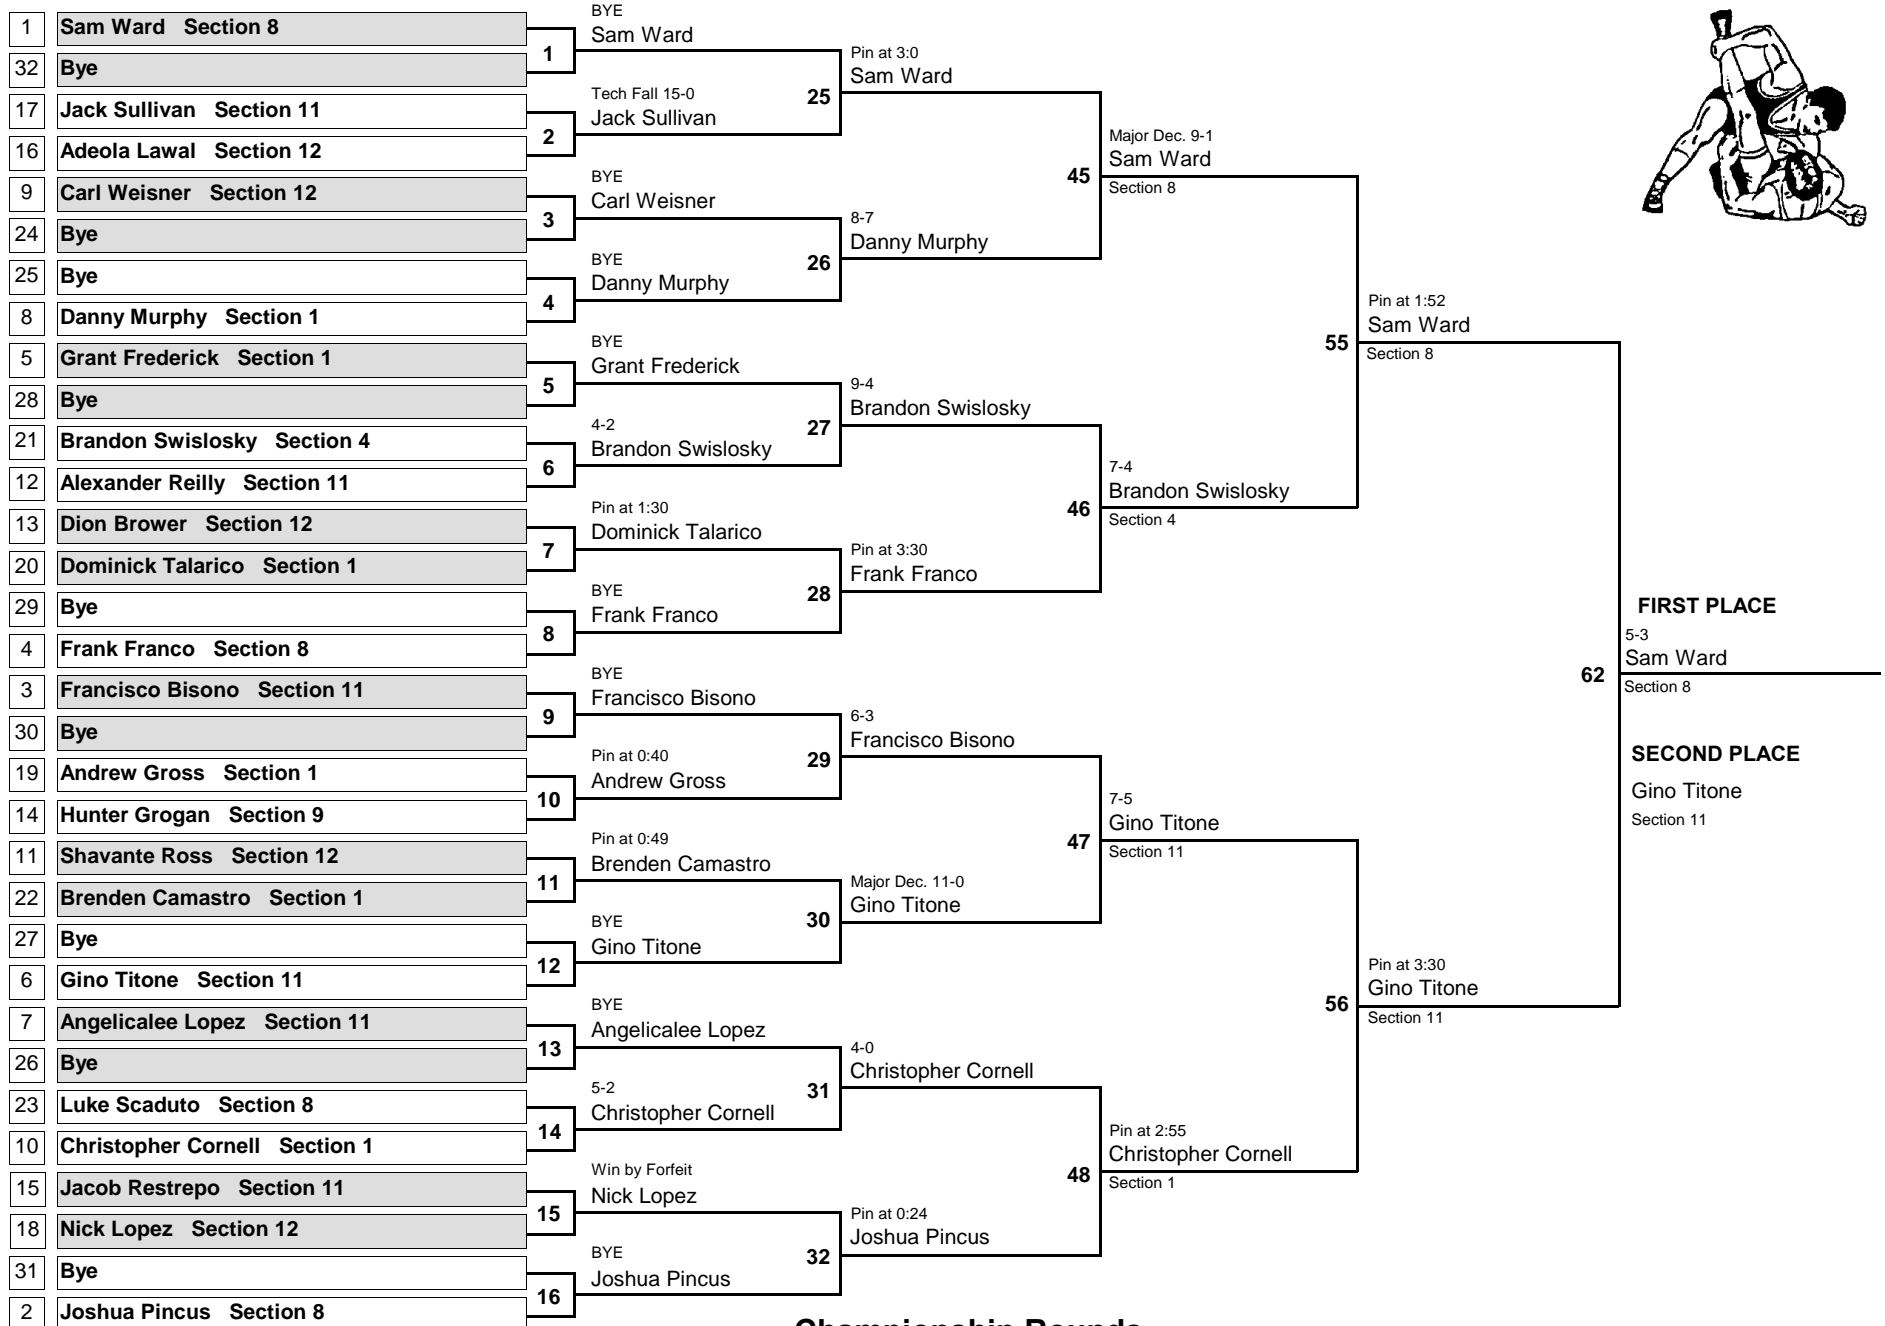 1 Sam Ward Section 8
32 Bye
17 Jack Sullivan Section 11
16 Adeola Lawal Section 12
9 Carl Weisner Section 12
24 Bye
25 Bye
8 Danny Murphy Section 1
5 Grant Frederick Section 1
28 Bye
21 Brandon Swislosky Section 4
12 Alexander Reilly Section 11
13 Dion Brower Section 12
20 Dominick Talarico Section 1
29 Bye
4 Frank Franco Section 8
3 Francisco Bisono Section 11
30 Bye
19 Andrew Gross Section 1
14 Hunter Grogan Section 9
11 Shavante Ross Section 12
22 Brenden Camastro Section 1
27 Bye
6 Gino Titone Section 11
7 Angelicalee Lopez Section 11
26 Bye
23 Luke Scaduto Section 8
10 Christopher Cornell Section 1
15 Jacob Restrepo Section 11
18 Nick Lopez Section 12
31 Bye
2 Joshua Pincus Section 8
BYE
1 Sam Ward
Tech Fall 15-0
2 Jack Sullivan
BYE
3 Carl Weisner
BYE
4 Danny Murphy
BYE
5 Grant Frederick
4-2
6 Brandon Swislosky
Pin at 1:30
7 Dominick Talarico
BYE
8 Frank Franco
BYE
9 Francisco Bisono
Pin at 0:40
10 Andrew Gross
Pin at 0:49
11 Brenden Camastro
BYE
12 Gino Titone
BYE
13 Angelicalee Lopez
5-2
14 Christopher Cornell
Win by Forfeit
15 Nick Lopez
BYE
16 Joshua Pincus
Pin at 3:0
25 Sam Ward
8-7
26 Danny Murphy
9-4
27 Brandon Swislosky
Pin at 3:30
28 Frank Franco
6-3
29 Francisco Bisono
Major Dec. 11-0
30 Gino Titone
4-0
31 Christopher Cornell
Pin at 0:24
32 Joshua Pincus
Major Dec. 9-1
45 Sam Ward
Section 8
7-4
46 Brandon Swislosky
Section 4
7-5
47 Gino Titone
Section 11
Pin at 2:55
48 Christopher Cornell
Section 1
Pin at 1:52
55 Sam Ward
Section 8
Pin at 3:30
56 Gino Titone
Section 11
FIRST PLACE
5-3
62 Sam Ward
Section 8
SECOND PLACE
Gino Titone
Section 11
Championship Rounds